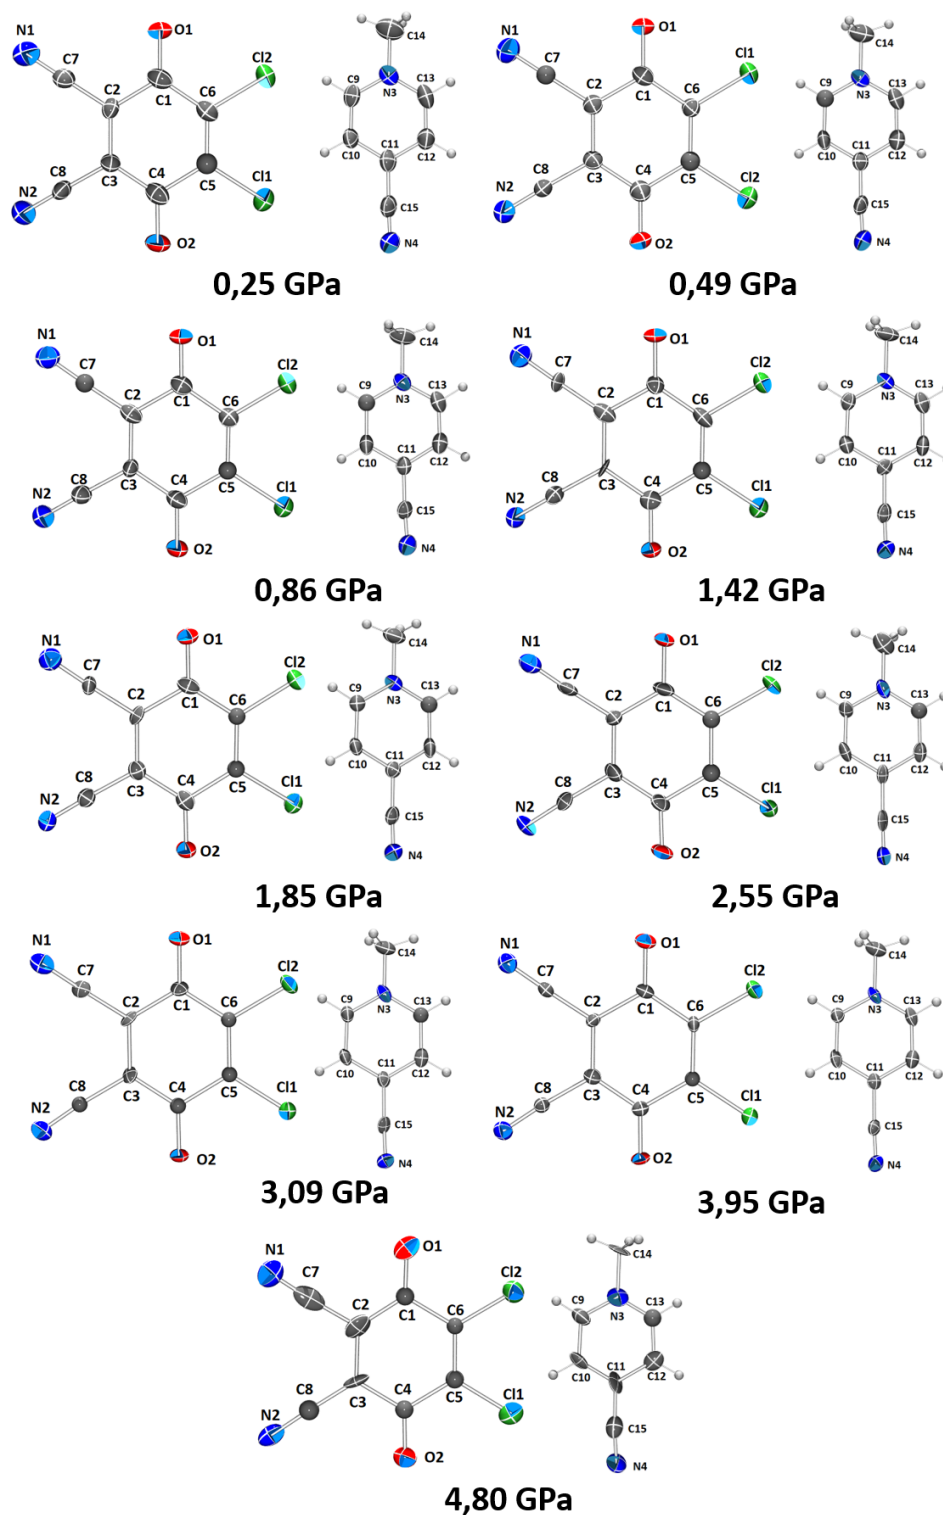 N1 O1 C14
C7 Cl2 N3 C13
C2 C1 C6 C9
C8 C10 C11 C12
N2 C3 C4 C5 Cl1 C15
O2 N4
0,25 GPa
N1 O1 C14
C7 Cl1 N3 C13
C2 C1 C6 C9
C8 C10 C11 C12
N2 C3 C4 C5 Cl2 C15
O2 N4
0,49 GPa
N1 O1 C14
C7 Cl2 N3 C13
C2 C1 C6 C9
C8 C10 C11 C12
N2 C3 C4 C5 Cl1 C15
O2 N4
0,86 GPa
N1 O1 C14
C7 Cl2 N3 C13
C2 C1 C6 C9
C8 C10 C11 C12
N2 C3 C4 C5 Cl1 C15
O2 N4
1,42 GPa
N1 O1 C14
C7 Cl2 N3 C13
C2 C1 C6 C9
C8 C10 C11 C12
N2 C3 C4 C5 Cl1 C15
O2 N4
1,85 GPa
N1 O1 C14
C7 Cl2 N3 C13
C2 C1 C6 C9
C8 C10 C11 C12
N2 C3 C4 C5 Cl1 C15
O2 N4
2,55 GPa
N1 O1 C14
C7 Cl2 N3 C13
C2 C1 C6 C9
C8 C10 C11 C12
N2 C3 C4 C5 Cl1 C15
O2 N4
3,09 GPa
N1 O1 C14
C7 Cl2 N3 C13
C2 C1 C6 C9
C8 C10 C11 C12
N2 C3 C4 C5 Cl1 C15
O2 N4
3,95 GPa
N1 O1 C14
C7 Cl2 N3 C13
C2 C1 C6 C9
C8 C10 C11 C12
N2 C3 C4 C5 Cl1 C15
O2 N4
4,80 GPa